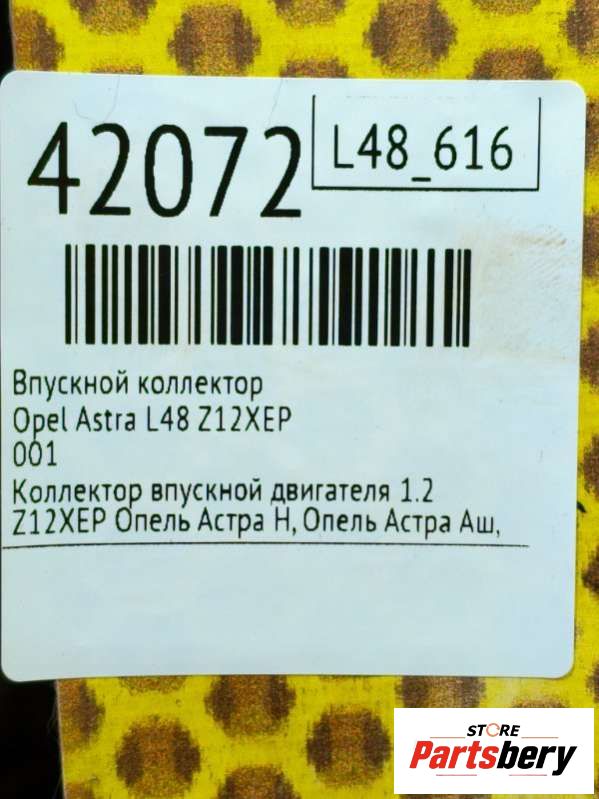 42072
L48_616
Впускной коллектор
Opel Astra L48 Z12XEP
001
Коллектор впускной двигателя 1.2
Z12XEP Опель Астра H, Опель Астра Аш,
STORE
Partsbery